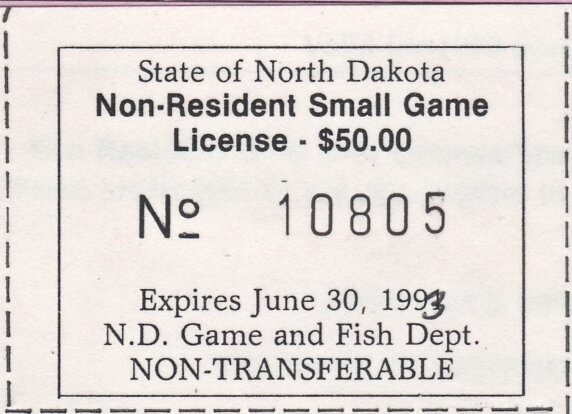 State of North Dakota
Non-Resident Small Game
License - $50.00
Nº 10805
Expires June 30, 1993
N.D. Game and Fish Dept.
NON-TRANSFERABLE